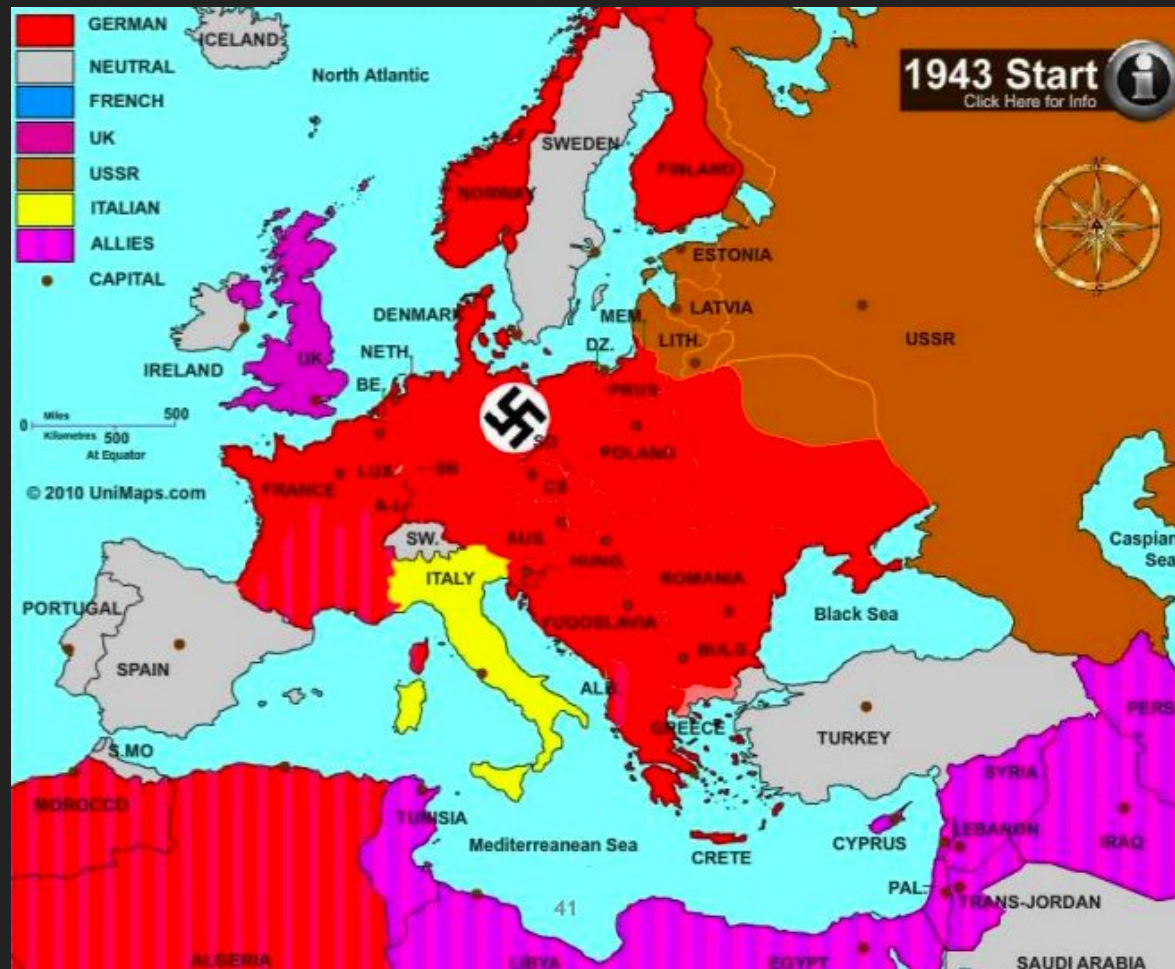 GERMAN
NEUTRAL
FRENCH
UK
USSR
ITALIAN
ALLIES
CAPITAL
ICELAND
North Atlantic
1943 Start
Click Here for Info
SWEDEN
FINLAND
NORWAY
ESTONIA
LATVIA
MEM.
LITH.
USSR
DENMARK
DZ.
NETH.
PRUS
IRELAND
UK
BE.
0
Miles
500
Kilometres
500
At Equator
POLAND
SD
© 2010 UniMaps.com
FRANCE
LUX
CS
A-L
SW.
AUS
HUNG
Caspian
Sea
ITALY
ROMANIA
PORTUGAL
YUGOSLAVIA
Black Sea
SPAIN
BULG
ALB.
GREECE
TURKEY
PERS
S.MO
SYRIA
MOROCCO
TUNISIA
Mediterreanean Sea
CRETE
CYPRUS
LEBANON
IRAQ
PAL.
TRANS-JORDAN
41
ALGERIA
LIBYA
EGYPT
SAUDI ARABIA